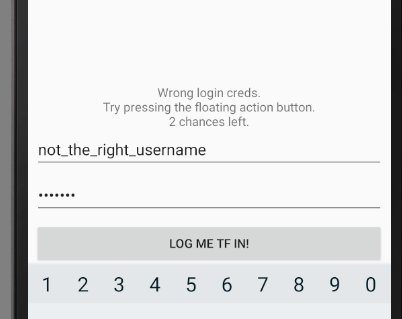 Wrong login creds.
Try pressing the floating action button.
2 chances left.
not_the_right_username
•••••••
LOG ME TF IN!
1 2 3 4 5 6 7 8 9 0